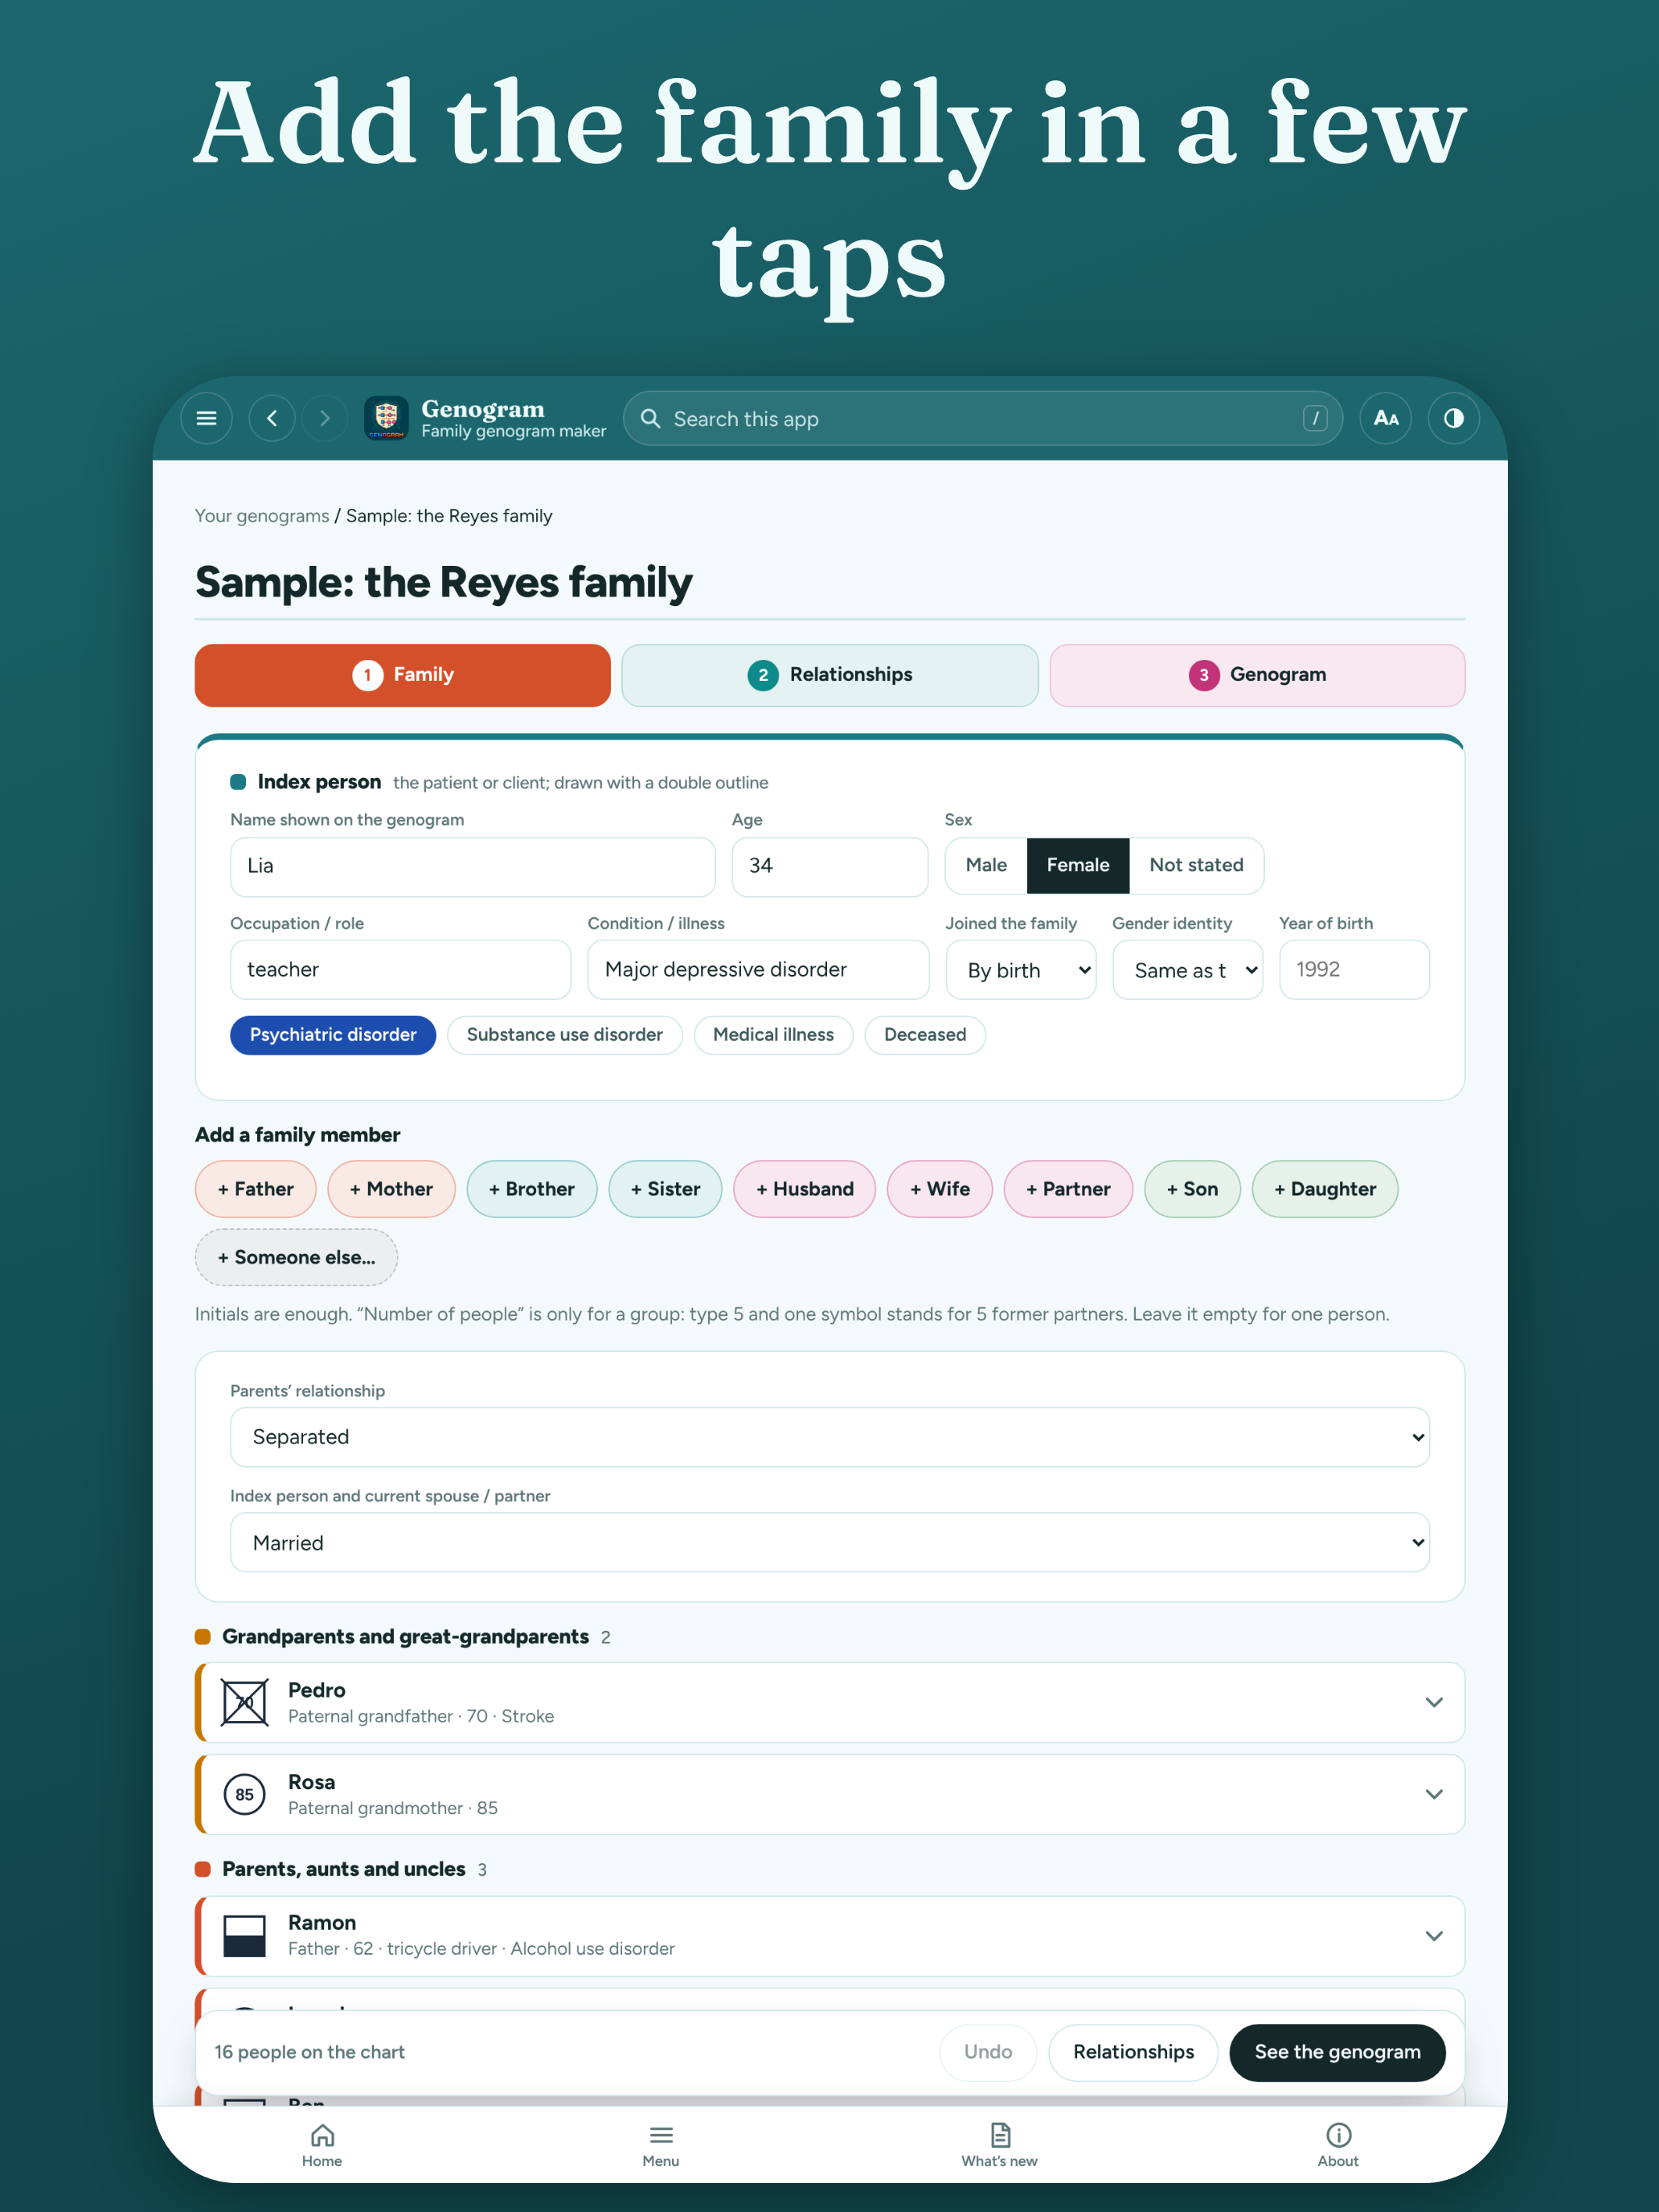 Add the family in a few
taps
Genogram
Family genogram maker
Search this app
/
AA
GENOGRAM
Your genograms / Sample: the Reyes family
Sample: the Reyes family
1 Family
2 Relationships
3 Genogram
Index person the patient or client; drawn with a double outline
Name shown on the genogram
Age
Sex
Lia
34
Male
Female
Not stated
Occupation / role
Condition / illness
Joined the family
Gender identity
Year of birth
teacher
Major depressive disorder
By birth
Same as t
1992
Psychiatric disorder
Substance use disorder
Medical illness
Deceased
Add a family member
+ Father
+ Mother
+ Brother
+ Sister
+ Husband
+ Wife
+ Partner
+ Son
+ Daughter
+ Someone else...
Initials are enough. “Number of people” is only for a group: type 5 and one symbol stands for 5 former partners. Leave it empty for one person.
Parents’ relationship
Separated
Index person and current spouse / partner
Married
Grandparents and great-grandparents 2
70
Pedro
Paternal grandfather · 70 · Stroke
85
Rosa
Paternal grandmother · 85
Parents, aunts and uncles 3
Ramon
Father · 62 · tricycle driver · Alcohol use disorder
16 people on the chart
Undo
Relationships
See the genogram
Home
Menu
What’s new
About